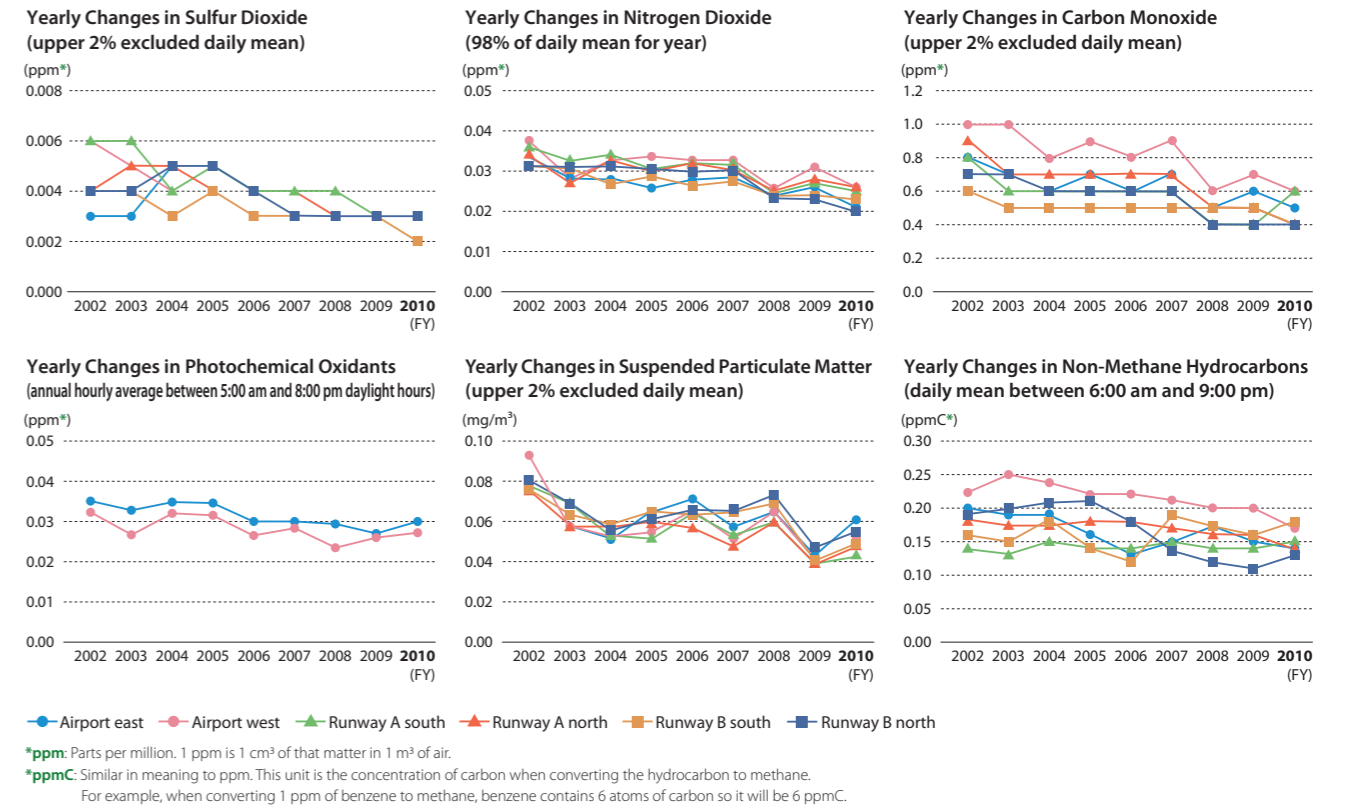 Yearly Changes in Sulfur Dioxide
(upper 2% excluded daily mean)
(ppm*)
0.008
0.006
0.004
0.002
0.000
2002 2003 2004 2005 2006 2007 2008 2009 2010
(FY)
Yearly Changes in Nitrogen Dioxide
(98% of daily mean for year)
(ppm*)
0.05
0.04
0.03
0.02
0.01
0.00
2002 2003 2004 2005 2006 2007 2008 2009 2010
(FY)
Yearly Changes in Carbon Monoxide
(upper 2% excluded daily mean)
(ppm*)
1.2
1.0
0.8
0.6
0.4
0.2
0.0
2002 2003 2004 2005 2006 2007 2008 2009 2010
(FY)
Yearly Changes in Photochemical Oxidants
(annual hourly average between 5:00 am and 8:00 pm daylight hours)
(ppm*)
0.05
0.04
0.03
0.02
0.01
0.00
2002 2003 2004 2005 2006 2007 2008 2009 2010
(FY)
Yearly Changes in Suspended Particulate Matter
(upper 2% excluded daily mean)
(mg/m³)
0.10
0.08
0.06
0.04
0.02
0.00
2002 2003 2004 2005 2006 2007 2008 2009 2010
(FY)
Yearly Changes in Non-Methane Hydrocarbons
(daily mean between 6:00 am and 9:00 pm)
(ppmC*)
0.30
0.25
0.20
0.15
0.10
0.05
0.00
2002 2003 2004 2005 2006 2007 2008 2009 2010
(FY)
Airport east Airport west Runway A south Runway A north Runway B south Runway B north
*ppm: Parts per million. 1 ppm is 1 cm³ of that matter in 1 m³ of air.
*ppmC: Similar in meaning to ppm. This unit is the concentration of carbon when converting the hydrocarbon to methane.
For example, when converting 1 ppm of benzene to methane, benzene contains 6 atoms of carbon so it will be 6 ppmC.